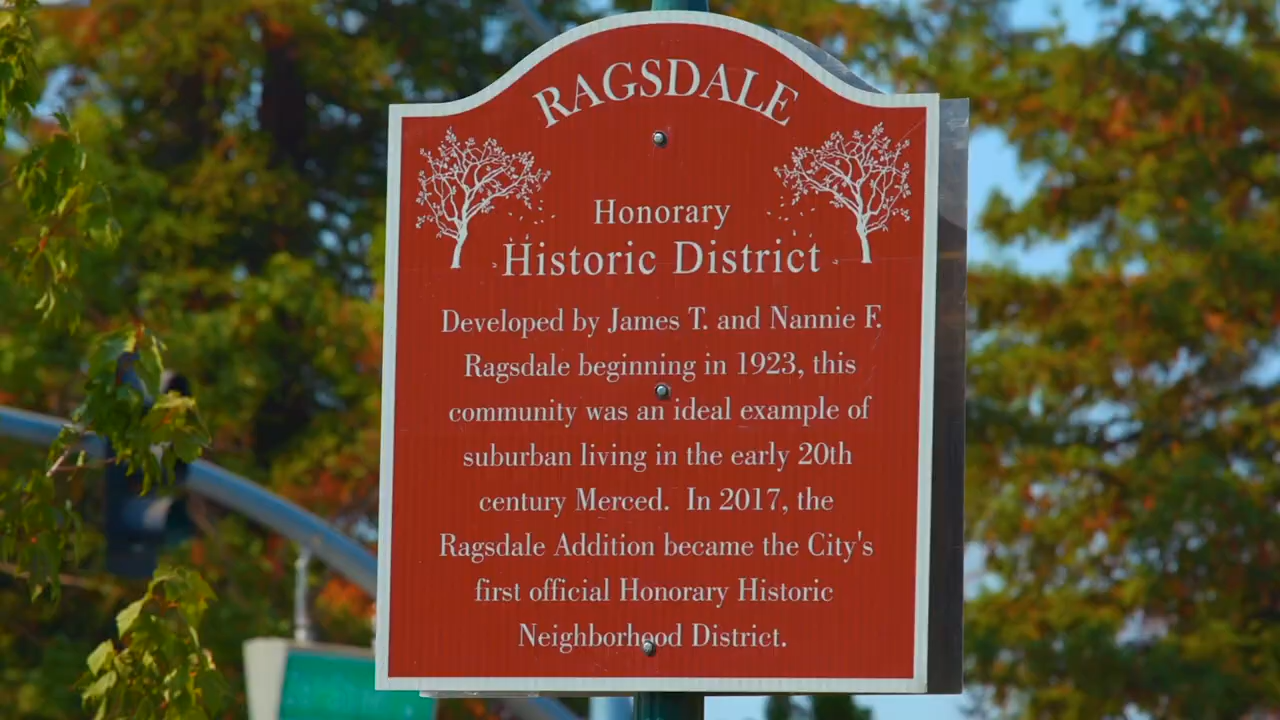 RAGSDALE
Honorary
Historic District
Developed by James T. and Nannie F.
Ragsdale beginning in 1923, this
community was an ideal example of
suburban living in the early 20th
century Merced.  In 2017, the
Ragsdale Addition became the City's
first official Honorary Historic
Neighborhood District.